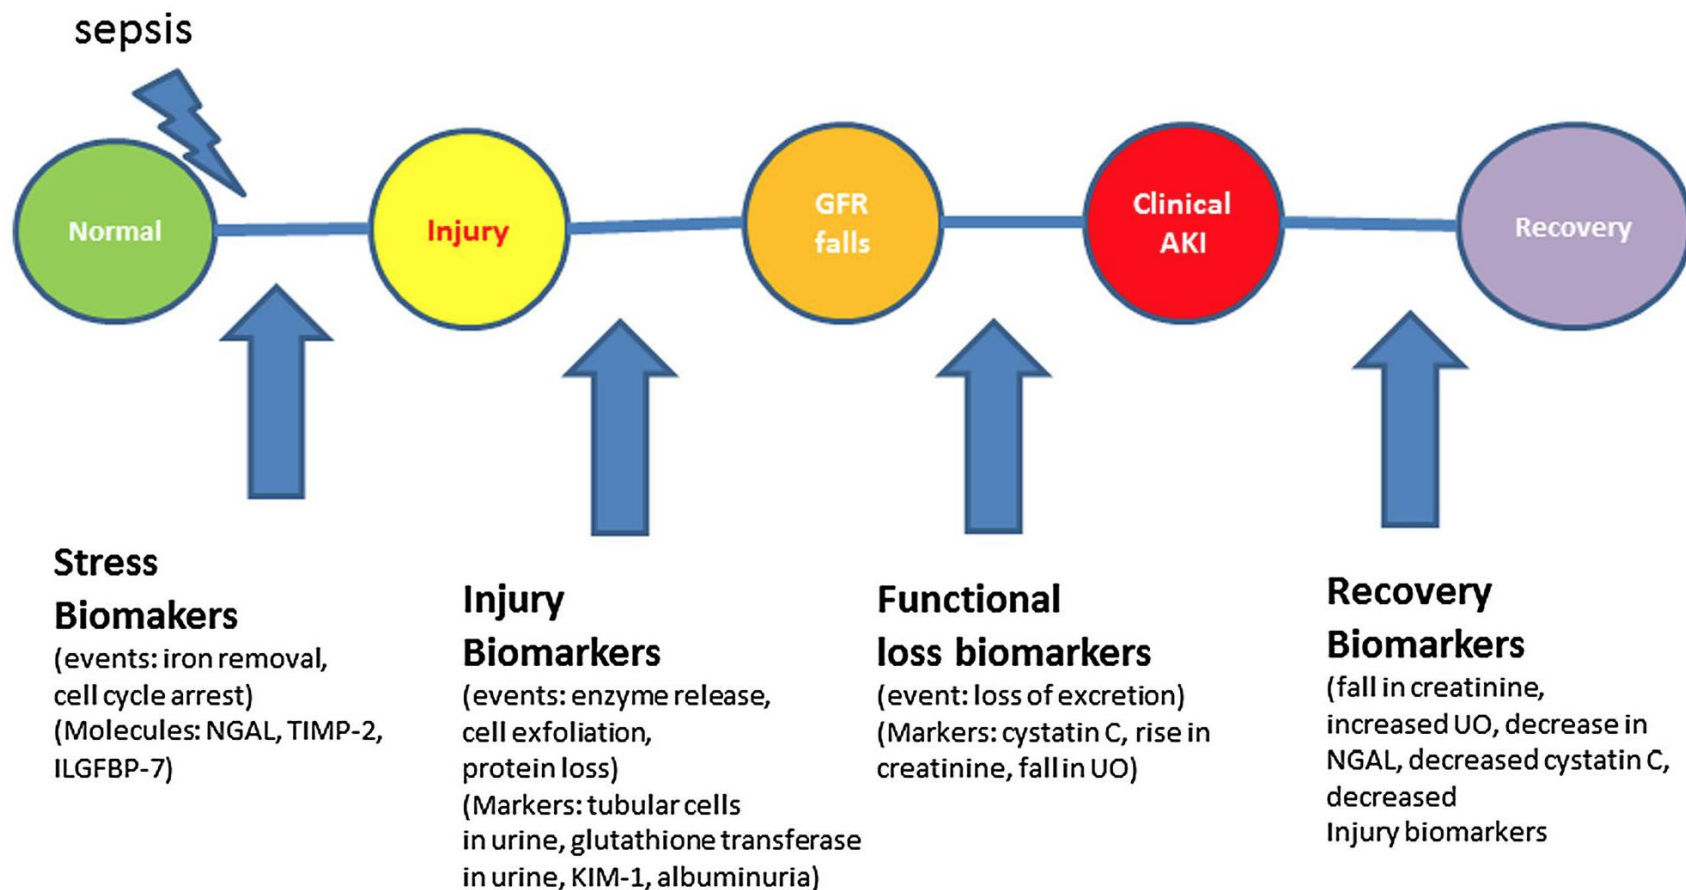 sepsis
Normal
Injury
GFR
falls
Clinical
AKI
Recovery
Stress
Biomakers
(events: iron removal,
cell cycle arrest)
(Molecules: NGAL, TIMP-2,
ILGFBP-7)
Injury
Biomarkers
(events: enzyme release,
cell exfoliation,
protein loss)
(Markers: tubular cells
in urine, glutathione transferase
in urine, KIM-1, albuminuria)
Functional
loss biomarkers
(event: loss of excretion)
(Markers: cystatin C, rise in
creatinine, fall in UO)
Recovery
Biomarkers
(fall in creatinine,
increased UO, decrease in
NGAL, decreased cystatin C,
decreased
Injury biomarkers